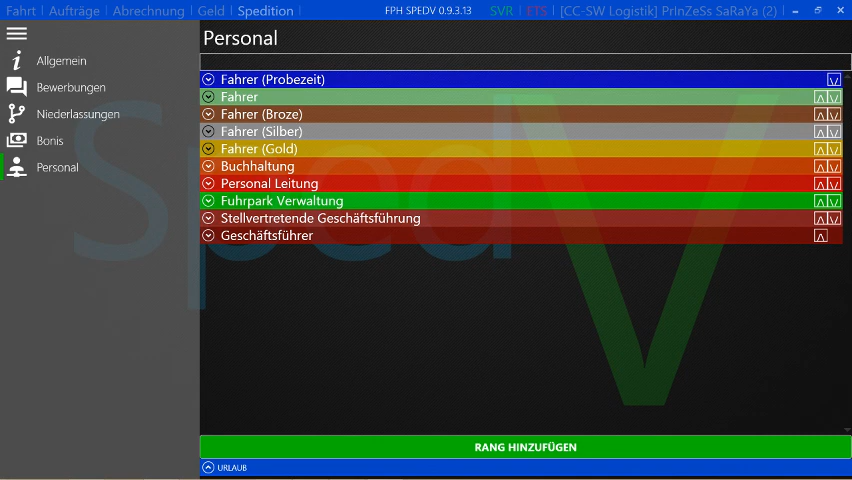 Fahrt | Aufträge | Abrechnung | Geld | Spedition | FPH SPEDV 0.9.3.13 SVR | ETS | [CC-SW Logistik] PrInZeSs SaRaYa (2)
Personal
Allgemein
Bewerbungen
Niederlassungen
Bonis
Personal
Fahrer (Probezeit)
Fahrer
Fahrer (Broze)
Fahrer (Silber)
Fahrer (Gold)
Buchhaltung
Personal Leitung
Fuhrpark Verwaltung
Stellvertretende Geschäftsführung
Geschäftsführer
SpedV
RANG HINZUFÜGEN
URLAUB